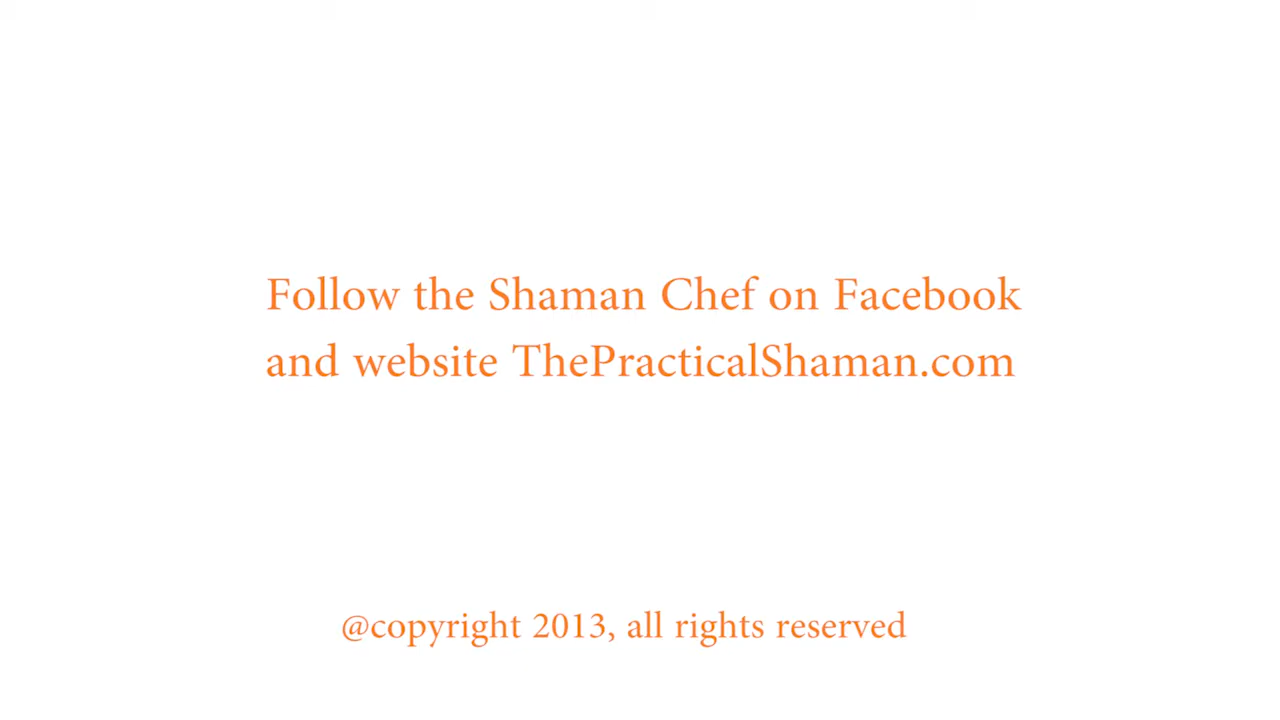 Follow the Shaman Chef on Facebook
and website ThePracticalShaman.com
@copyright 2013, all rights reserved